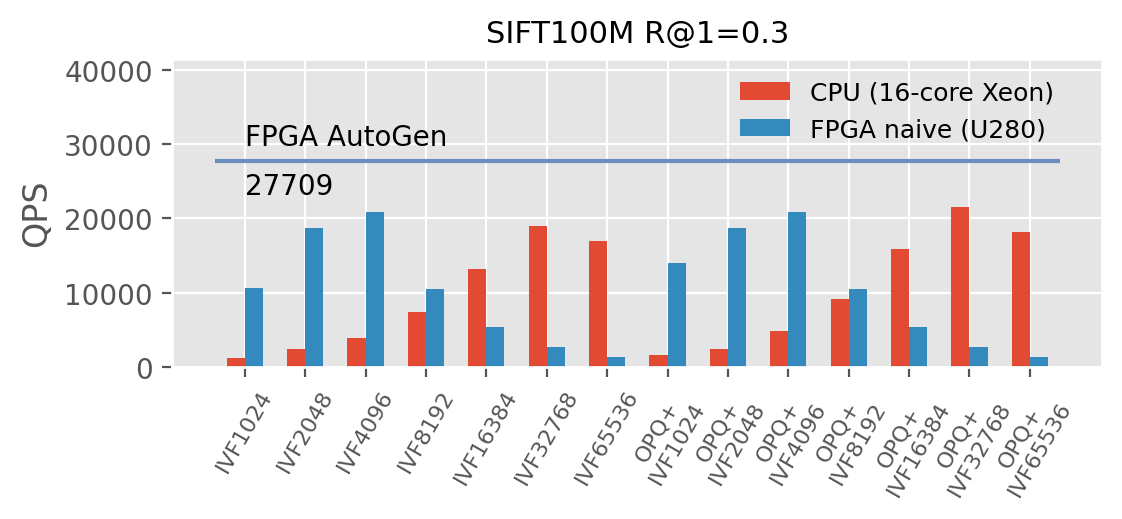 SIFT100M R@1=0.3
40000
30000
20000
10000
0
QPS
CPU (16-core Xeon)
FPGA naive (U280)
FPGA AutoGen
27709
IVF1024
IVF2048
IVF4096
IVF8192
IVF16384
IVF32768
IVF65536
OPQ+
IVF1024
OPQ+
IVF2048
OPQ+
IVF4096
OPQ+
IVF8192
OPQ+
IVF16384
OPQ+
IVF32768
OPQ+
IVF65536